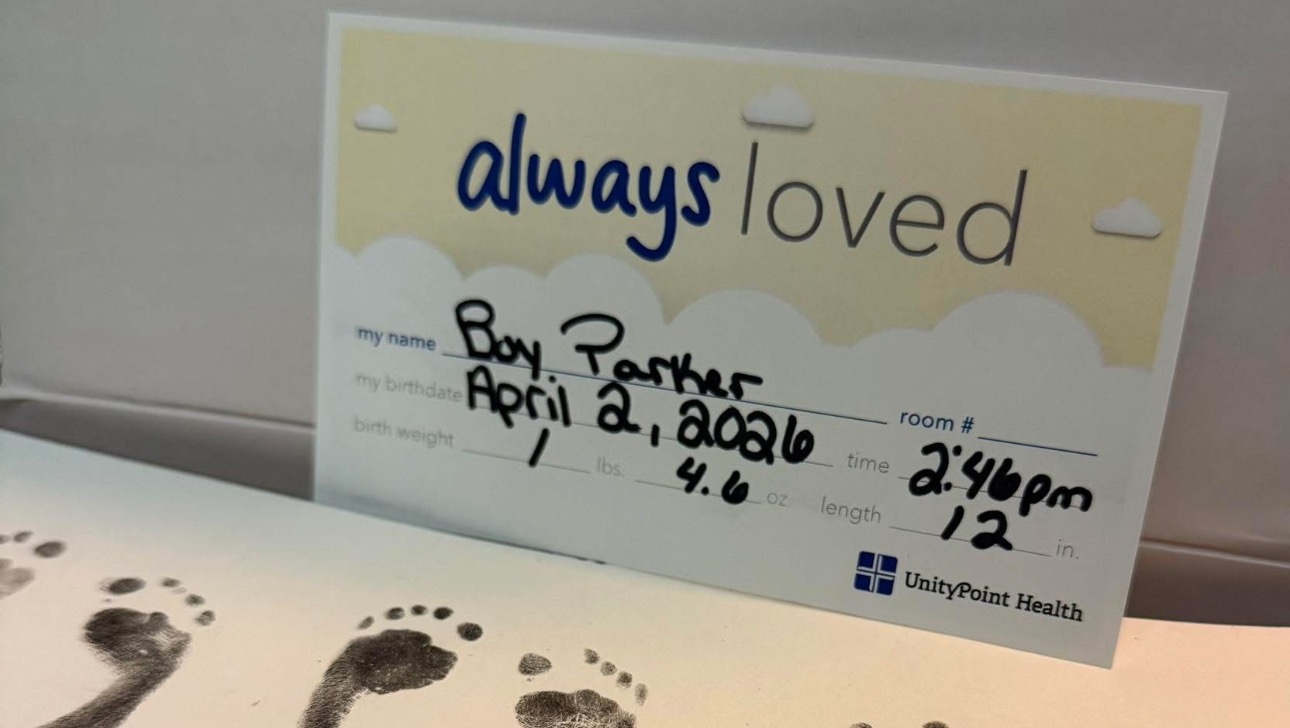 always loved
my name Boy Parker room #
my birthdate April 2, 2026 time 2:46pm
birth weight 1 lbs. 4.6 oz length 12 in.
UnityPoint Health